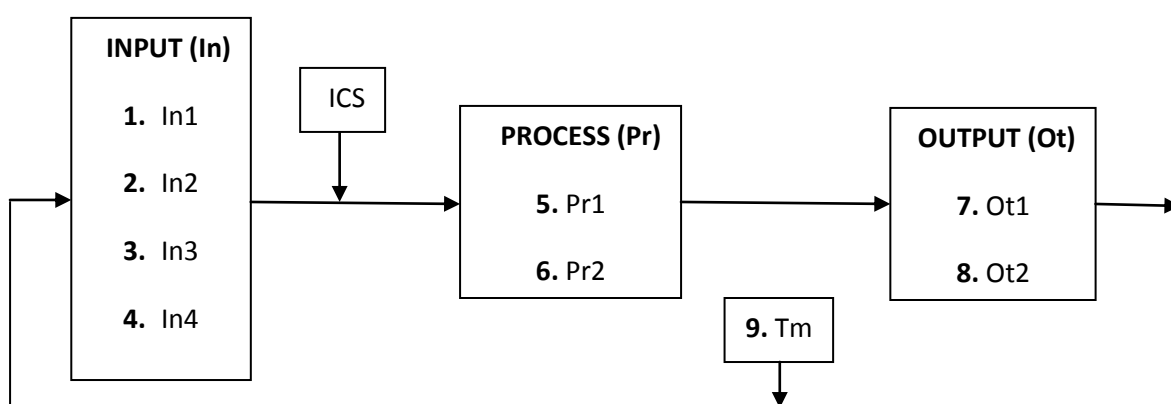 INPUT (In)
1. In1
2. In2
3. In3
4. In4
ICS
PROCESS (Pr)
5. Pr1
6. Pr2
OUTPUT (Ot)
7. Ot1
8. Ot2
9. Tm